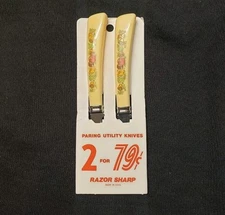 PARING UTILITY KNIVES
2 FOR 79¢
RAZOR SHARP